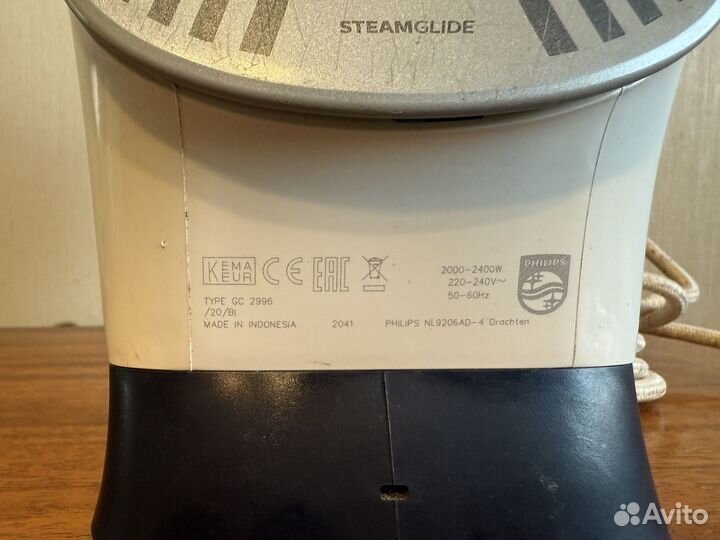 STEAMGLIDE
KEMA
EUR
CE
EAC
2000-2400W
220-240V~
50-60Hz
PHILIPS
TYPE GC 2996
/20/BI
MADE IN INDONESIA 2041 PHILIPS NL9206AD-4 Drachten
Avito